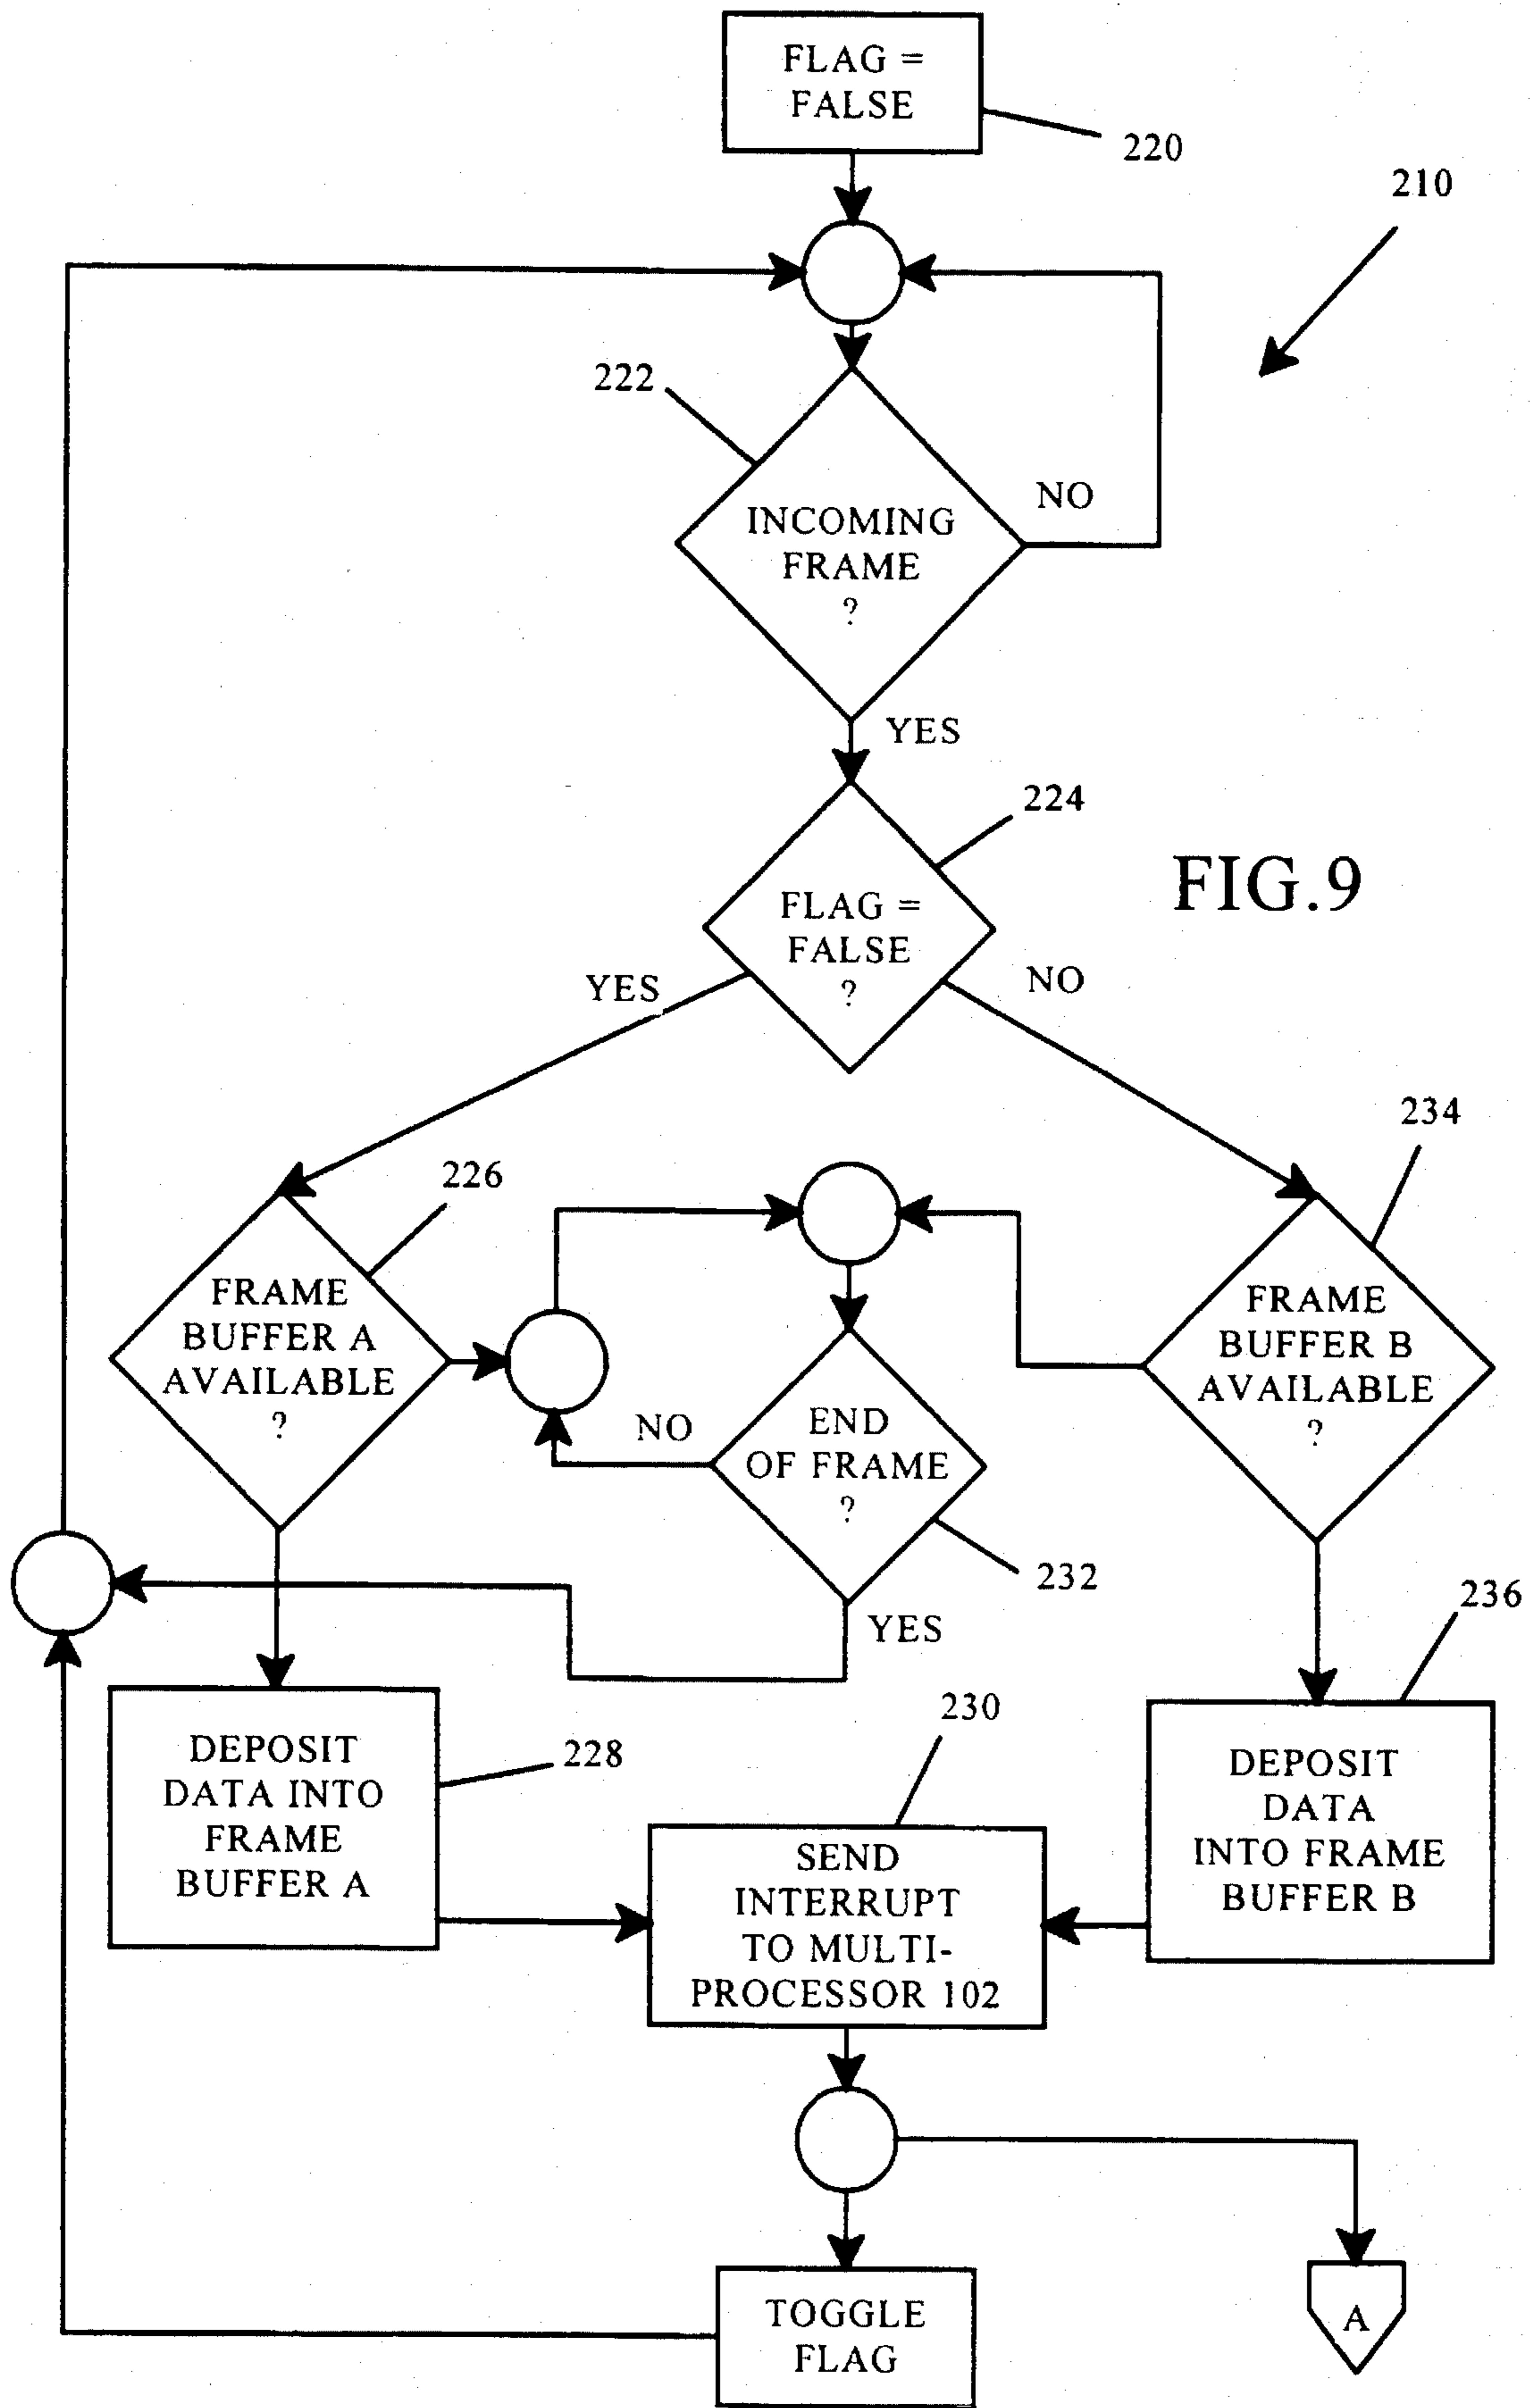 FLAG =
FALSE
220
210
222
INCOMING
FRAME
?
NO
YES
224
FLAG =
FALSE
?
FIG.9
YES
NO
234
226
FRAME
BUFFER A
AVAILABLE
?
FRAME
BUFFER B
AVAILABLE
?
NO
END
OF FRAME
?
232
YES
236
DEPOSIT
DATA INTO
FRAME
BUFFER A
228
230
SEND
INTERRUPT
TO MULTI-
PROCESSOR 102
DEPOSIT
DATA
INTO FRAME
BUFFER B
TOGGLE
FLAG
A